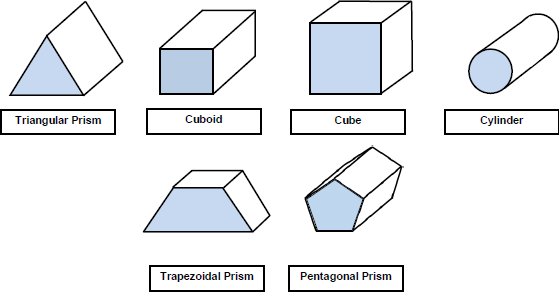 Triangular Prism
Cuboid
Cube
Cylinder
Trapezoidal Prism
Pentagonal Prism